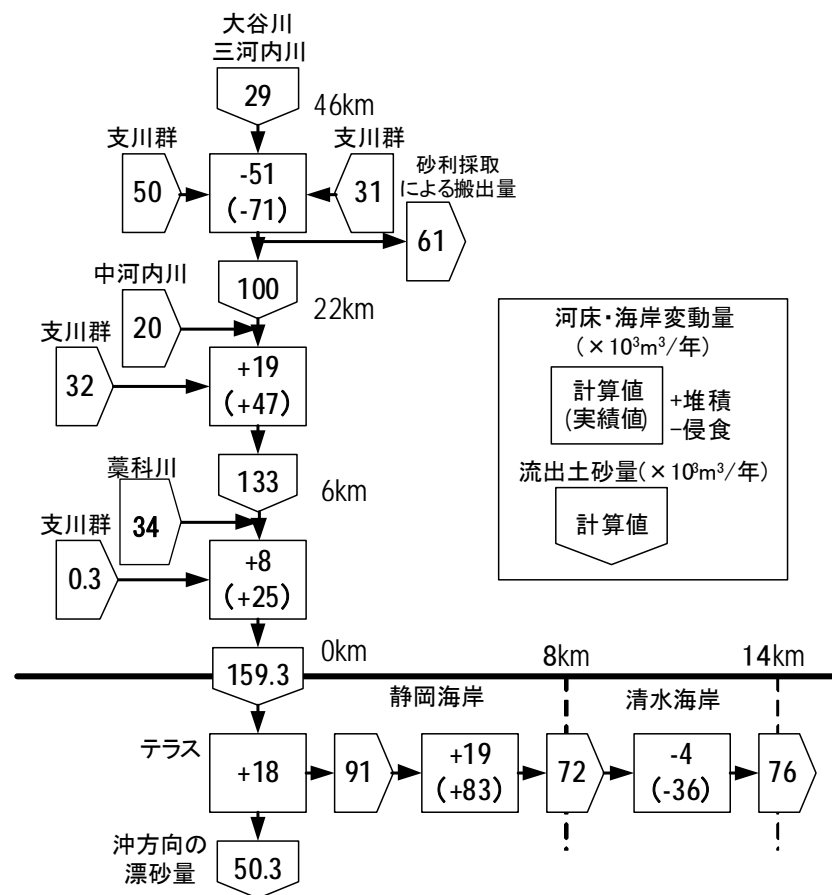 大谷川
三河内川
29
46km
支川群
50
-51
(-71)
支川群
31
砂利採取
による搬出量
61
100
中河内川
20
22km
支川群
32
+19
(+47)
133
藁科川
34
6km
支川群
0.3
+8
(+25)
159.3
0km
8km
14km
静岡海岸
清水海岸
テラス
+18
91
+19
(+83)
72
-4
(-36)
76
沖方向の
漂砂量
50.3
河床・海岸変動量
(×10³m³/年)
計算値
(実績値)
+堆積
−侵食
流出土砂量(×10³m³/年)
計算値